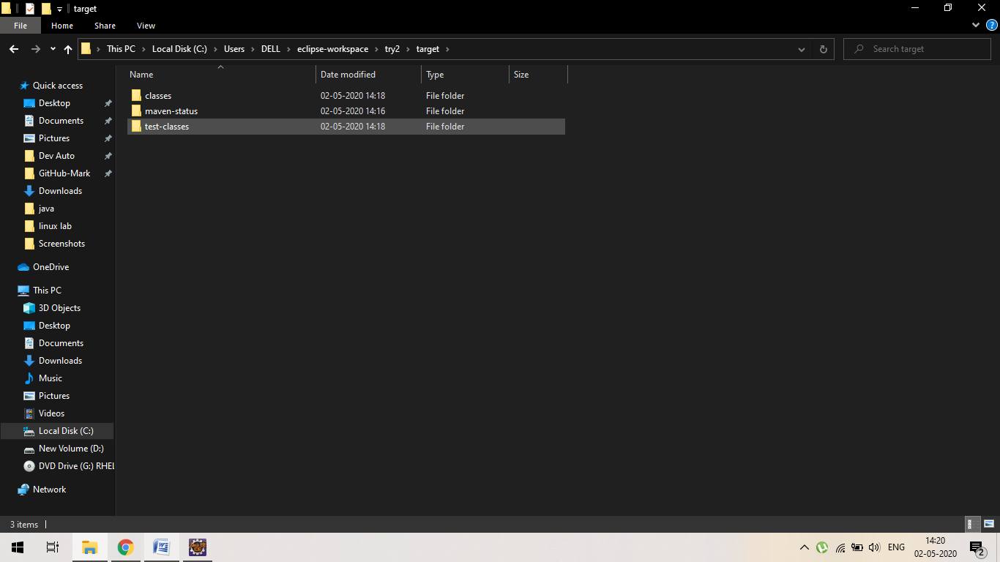 target
File Home Share View
This PC Local Disk (C:) Users DELL eclipse-workspace try2 target
Search target
Name Date modified Type Size
classes 02-05-2020 14:18 File folder
maven-status 02-05-2020 14:16 File folder
test-classes 02-05-2020 14:18 File folder
Quick access
Desktop
Documents
Pictures
Dev Auto
GitHub-Mark
Downloads
java
linux lab
Screenshots
OneDrive
This PC
3D Objects
Desktop
Documents
Downloads
Music
Pictures
Videos
Local Disk (C:)
New Volume (D:)
DVD Drive (G:) RHEL
Network
3 items
ENG
14:20
02-05-2020
2